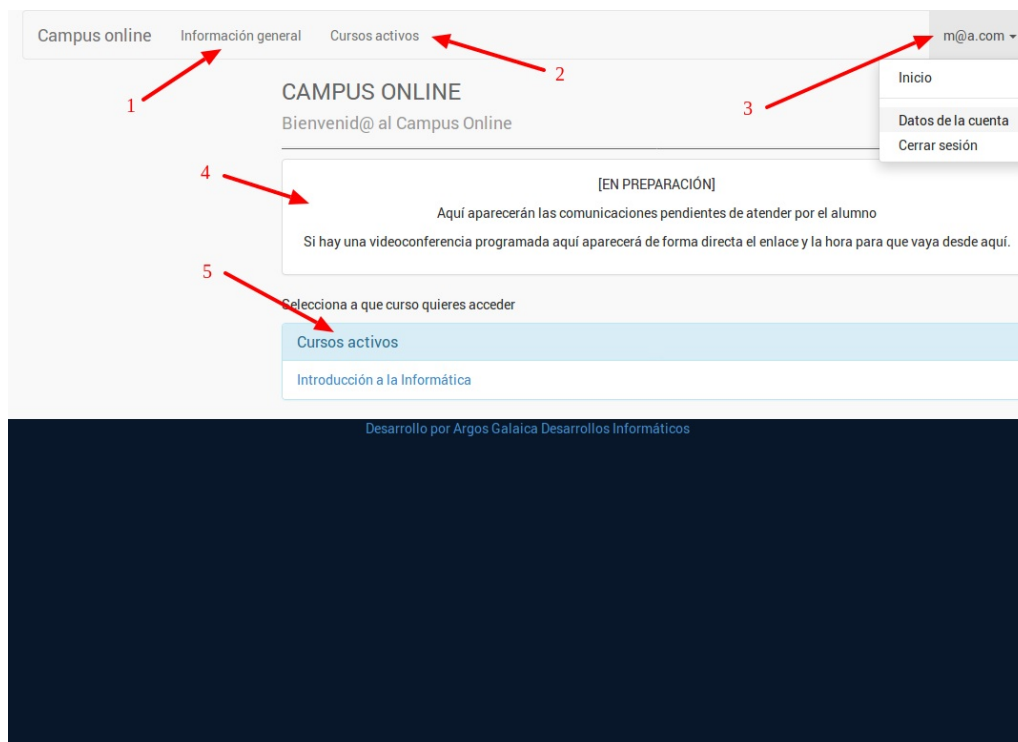 Campus online Información general Cursos activos m@a.com
1
2
3
Inicio
Datos de la cuenta
Cerrar sesión
CAMPUS ONLINE
Bienvenid@ al Campus Online
4
[EN PREPARACIÓN]
Aquí aparecerán las comunicaciones pendientes de atender por el alumno
Si hay una videoconferencia programada aquí aparecerá de forma directa el enlace y la hora para que vaya desde aquí.
5
Selecciona a que curso quieres acceder
Cursos activos
Introducción a la Informática
Desarrollo por Argos Galaica Desarrollos Informáticos